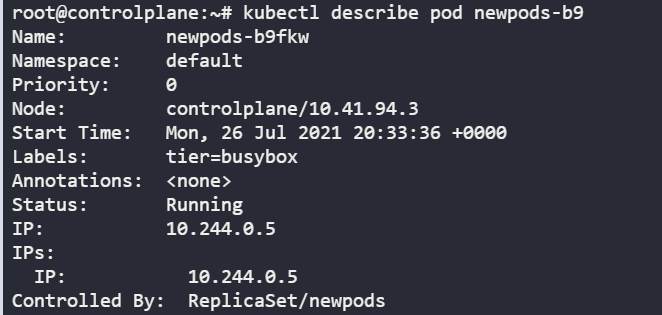 root@controlplane:~# kubectl describe pod newpods-b9
Name:         newpods-b9fkw
Namespace:    default
Priority:     0
Node:         controlplane/10.41.94.3
Start Time:   Mon, 26 Jul 2021 20:33:36 +0000
Labels:       tier=busybox
Annotations:  <none>
Status:       Running
IP:           10.244.0.5
IPs:
  IP:           10.244.0.5
Controlled By:  ReplicaSet/newpods